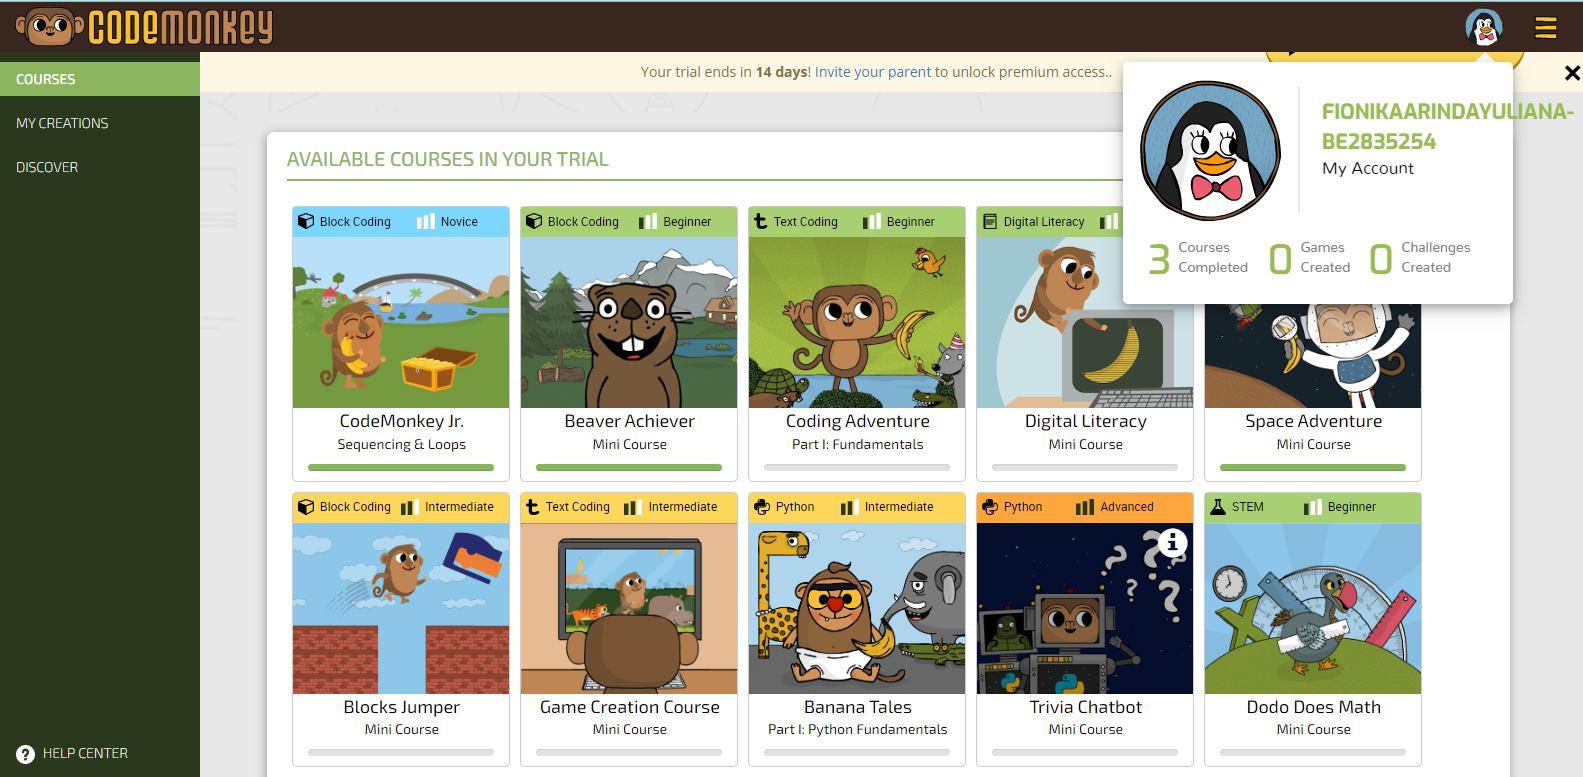 CODEMONKEY
COURSES
MY CREATIONS
DISCOVER
HELP CENTER
Your trial ends in 14 days! Invite your parent to unlock premium access..
FIONIKAARINDAYULIANA-
BE2835254
My Account
3 Courses Completed
0 Games Created
0 Challenges Created
AVAILABLE COURSES IN YOUR TRIAL
Block Coding Novice
CodeMonkey Jr.
Sequencing & Loops
Block Coding Beginner
Beaver Achiever
Mini Course
Text Coding Beginner
Coding Adventure
Part I: Fundamentals
Digital Literacy
Digital Literacy
Mini Course
Space Adventure
Mini Course
Block Coding Intermediate
Blocks Jumper
Mini Course
Text Coding Intermediate
Game Creation Course
Mini Course
Python Intermediate
Banana Tales
Part I: Python Fundamentals
Python Advanced
Trivia Chatbot
Mini Course
STEM Beginner
Dodo Does Math
Mini Course